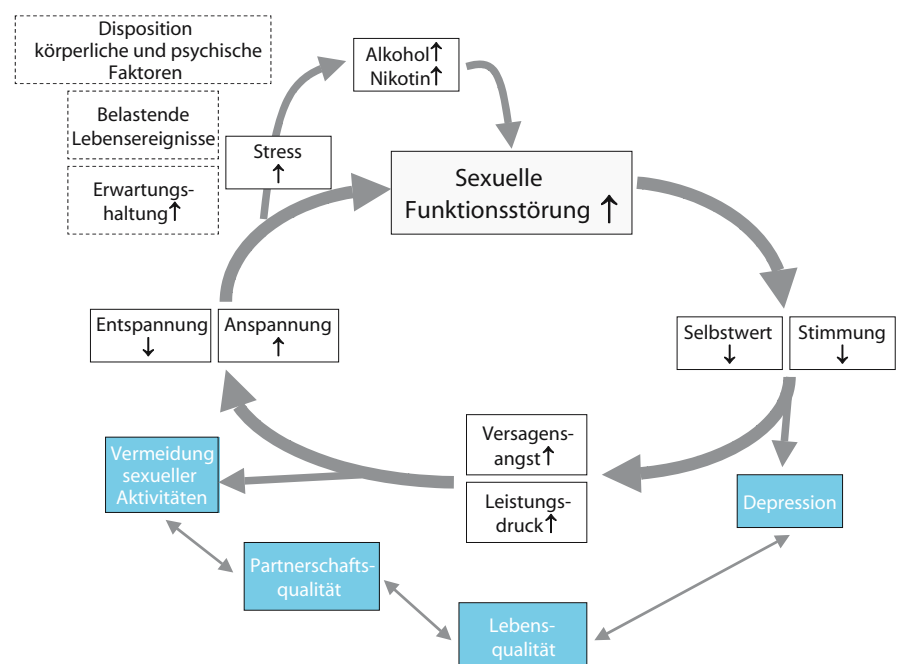 Disposition
körperliche und psychische
Faktoren
Alkohol↑
Nikotin↑
Belastende
Lebensereignisse
Stress
↑
Erwartungs-
haltung↑
Sexuelle
Funktionsstörung ↑
Entspannung
↓
Anspannung
↑
Selbstwert
↓
Stimmung
↓
Versagens-
angst↑
Leistungs-
druck↑
Vermeidung
sexueller
Aktivitäten
Depression
Partnerschafts-
qualität
Lebens-
qualität